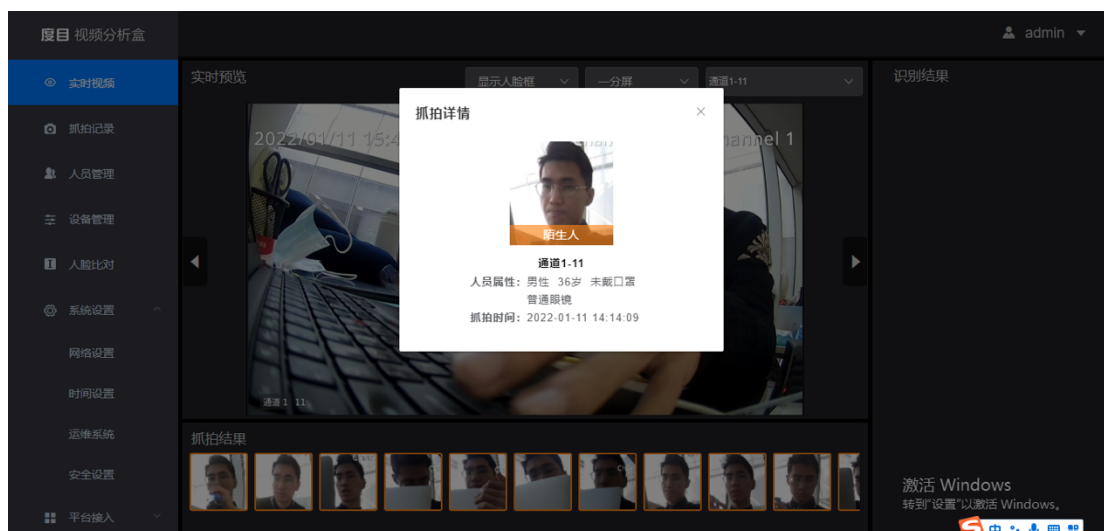 度目 视频分析盒
admin
实时视频
抓拍记录
人员管理
设备管理
人脸比对
系统设置
网络设置
时间设置
运维系统
安全设置
平台接入
实时预览
显示人脸框
一分屏
通道1-11
识别结果
2022/01/11 15:4
annel 1
抓拍详情
陌生人
通道1-11
人员属性: 男性 36岁 未戴口罩
普通眼镜
抓拍时间: 2022-01-11 14:14:09
通道 1 11
抓拍结果
激活 Windows
转到"设置"以激活 Windows。
中